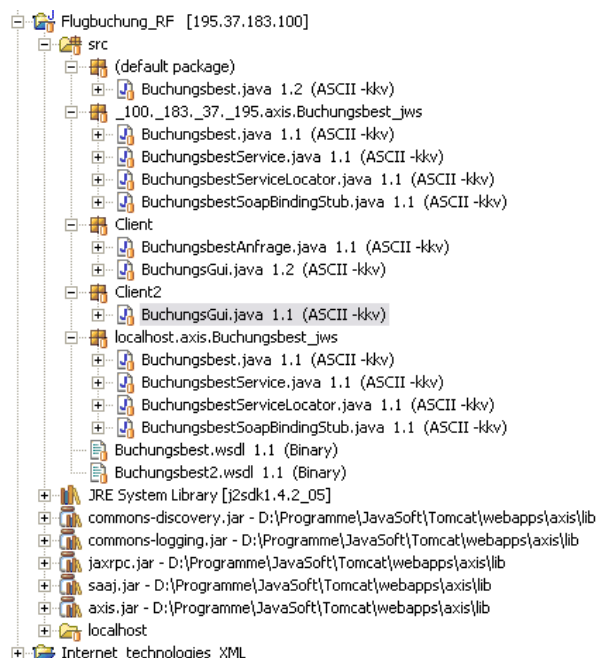 Flugbuchung_RF [195.37.183.100]
src
(default package)
Buchungsbest.java 1.2 (ASCII -kkv)
_100._183._37._195.axis.Buchungsbest_jws
Buchungsbest.java 1.1 (ASCII -kkv)
BuchungsbestService.java 1.1 (ASCII -kkv)
BuchungsbestServiceLocator.java 1.1 (ASCII -kkv)
BuchungsbestSoapBindingStub.java 1.1 (ASCII -kkv)
Client
BuchungsbestAnfrage.java 1.1 (ASCII -kkv)
BuchungsGui.java 1.2 (ASCII -kkv)
Client2
BuchungsGui.java 1.1 (ASCII -kkv)
localhost.axis.Buchungsbest_jws
Buchungsbest.java 1.1 (ASCII -kkv)
BuchungsbestService.java 1.1 (ASCII -kkv)
BuchungsbestServiceLocator.java 1.1 (ASCII -kkv)
BuchungsbestSoapBindingStub.java 1.1 (ASCII -kkv)
Buchungsbest.wsdl 1.1 (Binary)
Buchungsbest2.wsdl 1.1 (Binary)
JRE System Library [j2sdk1.4.2_05]
commons-discovery.jar - D:\Programme\JavaSoft\Tomcat\webapps\axis\lib
commons-logging.jar - D:\Programme\JavaSoft\Tomcat\webapps\axis\lib
jaxrpc.jar - D:\Programme\JavaSoft\Tomcat\webapps\axis\lib
saaj.jar - D:\Programme\JavaSoft\Tomcat\webapps\axis\lib
axis.jar - D:\Programme\JavaSoft\Tomcat\webapps\axis\lib
localhost
Internet_technologies_XML